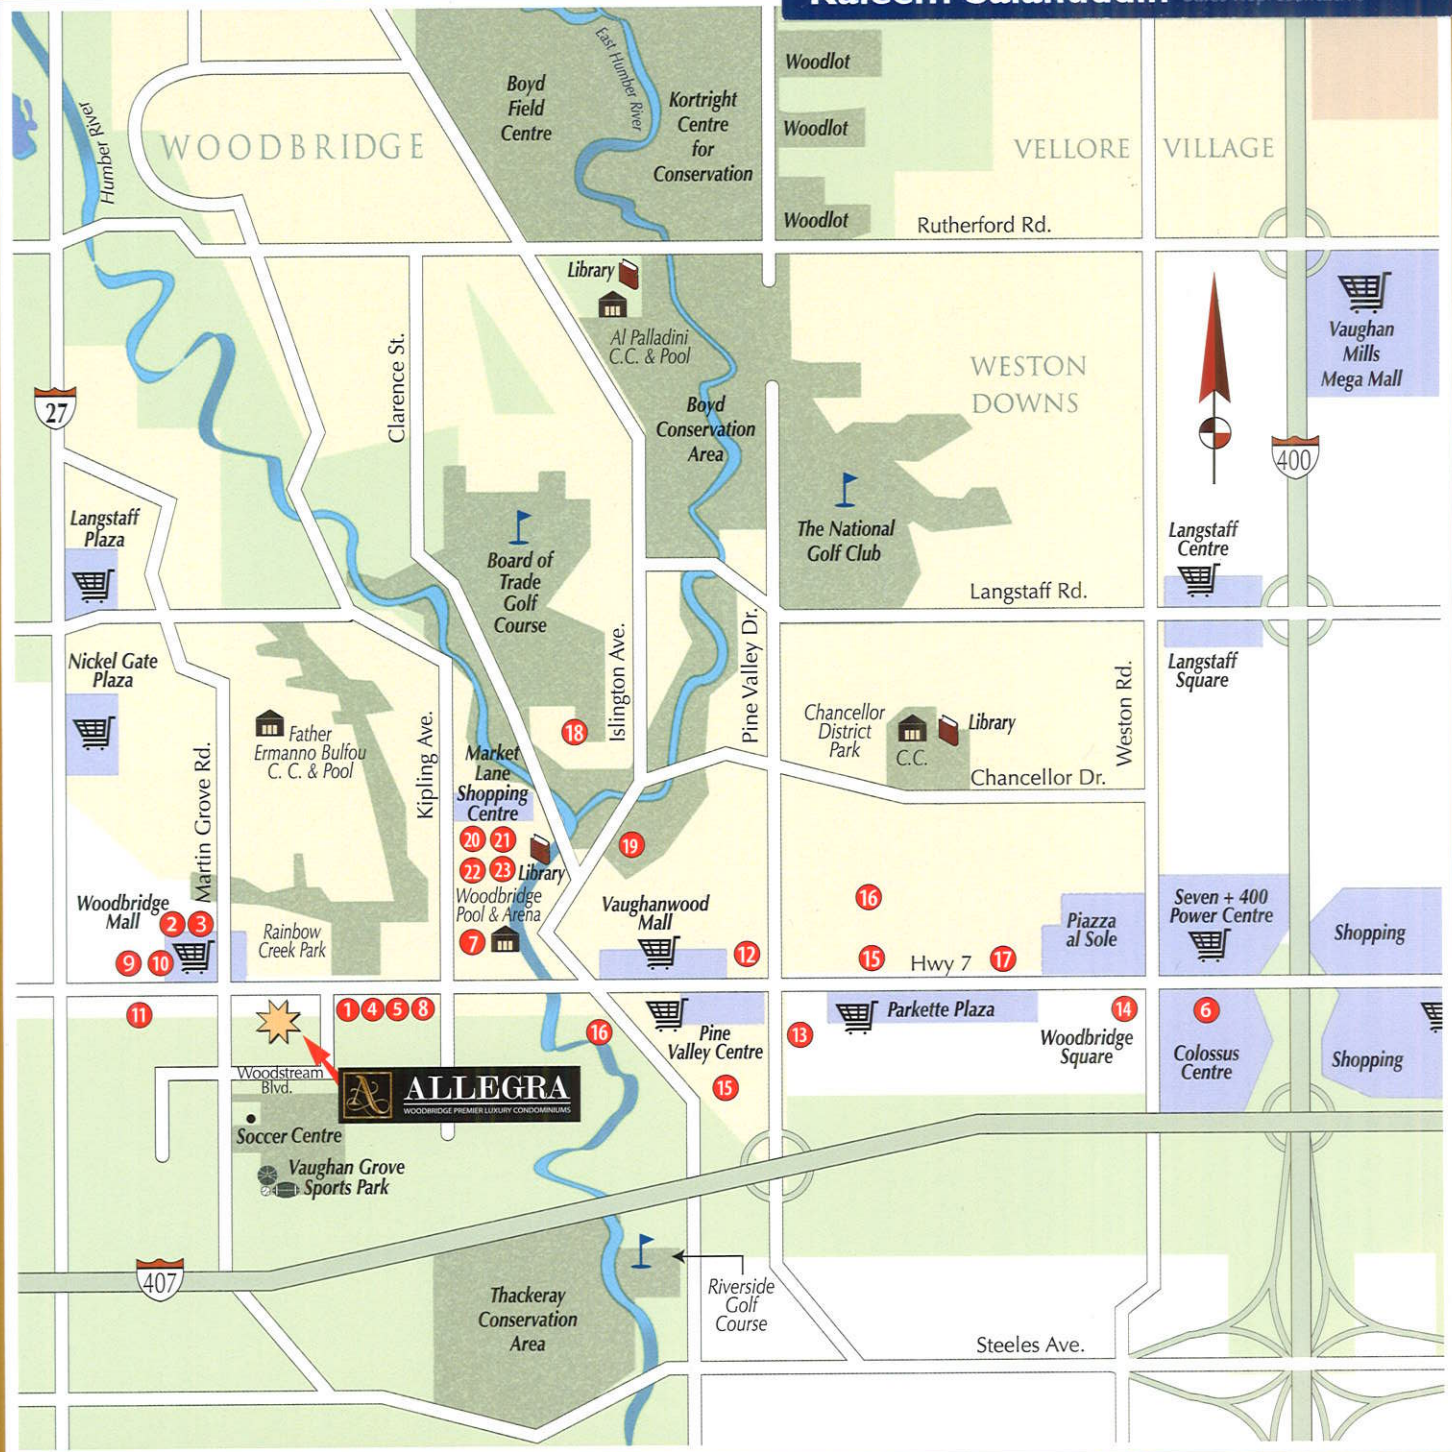 Kaleem Salahuddin
Boyd
Field
Centre
East Humber River
Kortright
Centre
for
Conservation
Woodlot
Woodlot
Woodlot
Humber River
WOODBRIDGE
VELLORE VILLAGE
Rutherford Rd.
Library
Al Palladini
C.C. & Pool
Vaughan
Mills
Mega Mall
Clarence St.
WESTON
DOWNS
27
Boyd
Conservation
Area
400
Langstaff
Plaza
Board of
Trade
Golf
Course
The National
Golf Club
Langstaff
Centre
Langstaff Rd.
Nickel Gate
Plaza
Islington Ave.
Pine Valley Dr.
Langstaff
Square
Weston Rd.
Father
Ermanno Bulfou
C. C. & Pool
Kipling Ave.
Martin Grove Rd.
18
Market
Lane
Shopping
Centre
Chancellor
District
Park
C.C.
Library
Chancellor Dr.
20 21
22 23
Library
19
Woodbridge
Pool & Arena
7
Woodbridge
Mall
2 3
9 10
Rainbow
Creek Park
Vaughanwood
Mall
12
16
15
Hwy 7
17
Piazza
al Sole
Seven + 400
Power Centre
Shopping
11
1 4 5 8
16
Pine
Valley Centre
15
13
Parkette Plaza
14
Woodbridge
Square
6
Colossus
Centre
Shopping
Woodstream
Blvd.
A
ALLEGRA
WOODBRIDGE PREMIER LUXURY CONDOMINIUMS
Soccer Centre
Vaughan Grove
Sports Park
407
Thackeray
Conservation
Area
Riverside
Golf
Course
Steeles Ave.